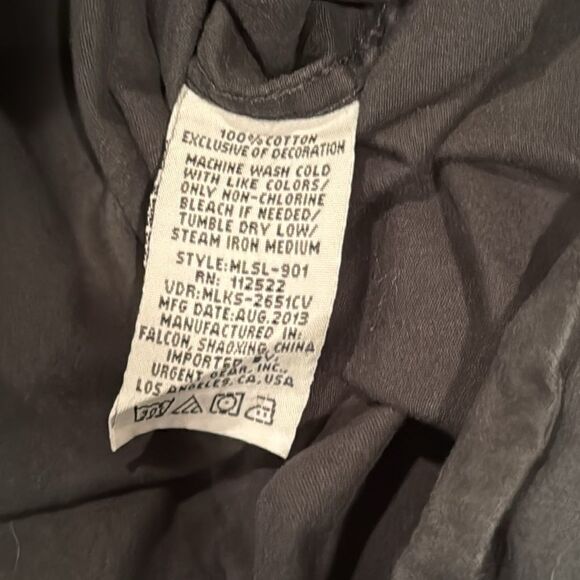 100% COTTON
EXCLUSIVE OF DECORATION
MACHINE WASH COLD
WITH LIKE COLORS/
ONLY NON-CHLORINE
BLEACH IF NEEDED/
TUMBLE DRY LOW/
STEAM IRON MEDIUM
STYLE:MLSL-901
RN: 112522
VDR:MLKS-2651CV
MFG DATE:AUG.2013
MANUFACTURED IN:
FALCON, SHAOXING, CHINA
IMPORTED BY:
URGENT GEAR, INC.,
LOS ANGELES, CA, USA